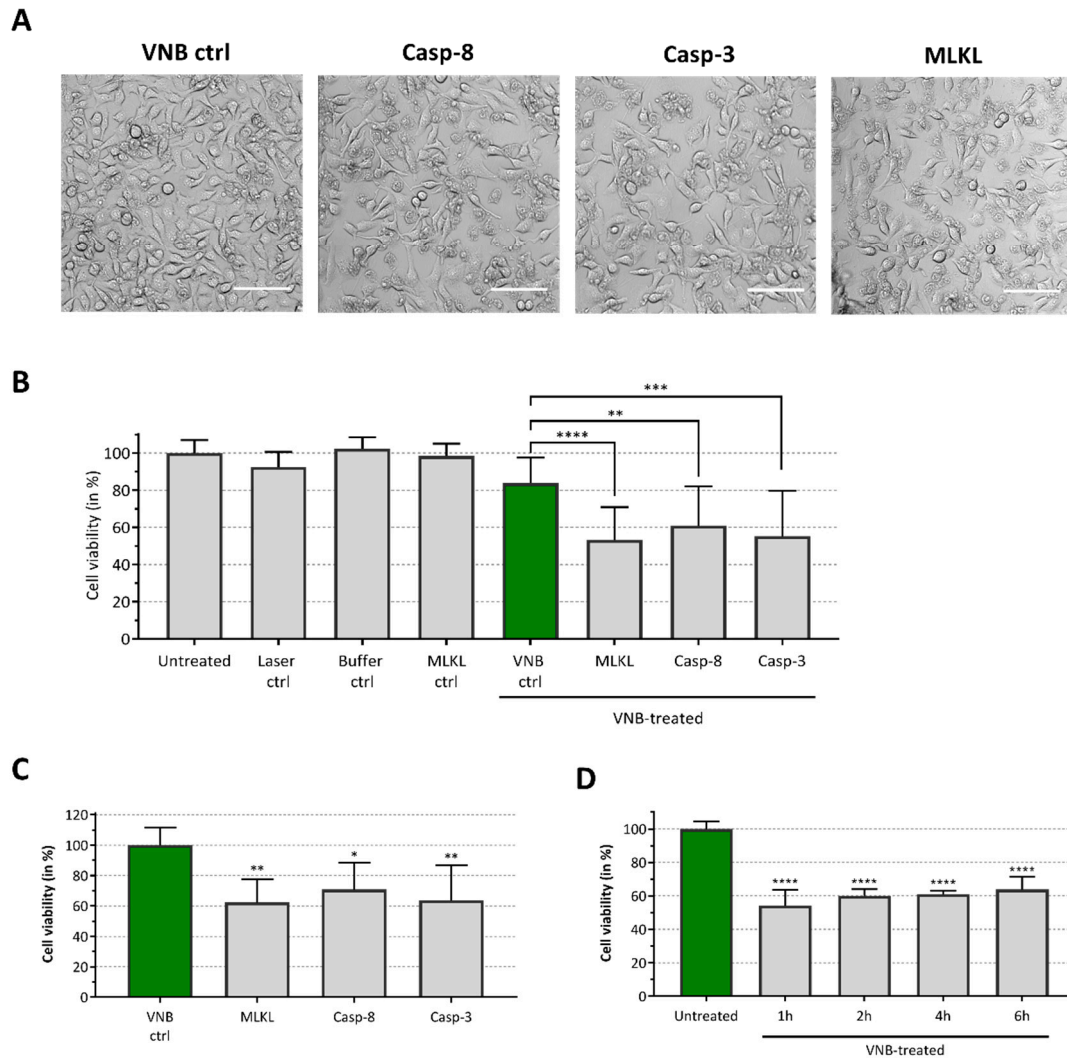 A
VNB ctrl
Casp-8
Casp-3
MLKL
B
***
**
****
Cell viability (in %)
100
80
60
40
20
0
Untreated
Laser
ctrl
Buffer
ctrl
MLKL
ctrl
VNB
ctrl
MLKL
Casp-8
Casp-3
VNB-treated
C
Cell viability (in %)
120
100
80
60
40
20
0
**
*
**
VNB
ctrl
MLKL
Casp-8
Casp-3
D
Cell viability (in %)
100
80
60
40
20
0
****
****
****
****
Untreated
1h
2h
4h
6h
VNB-treated